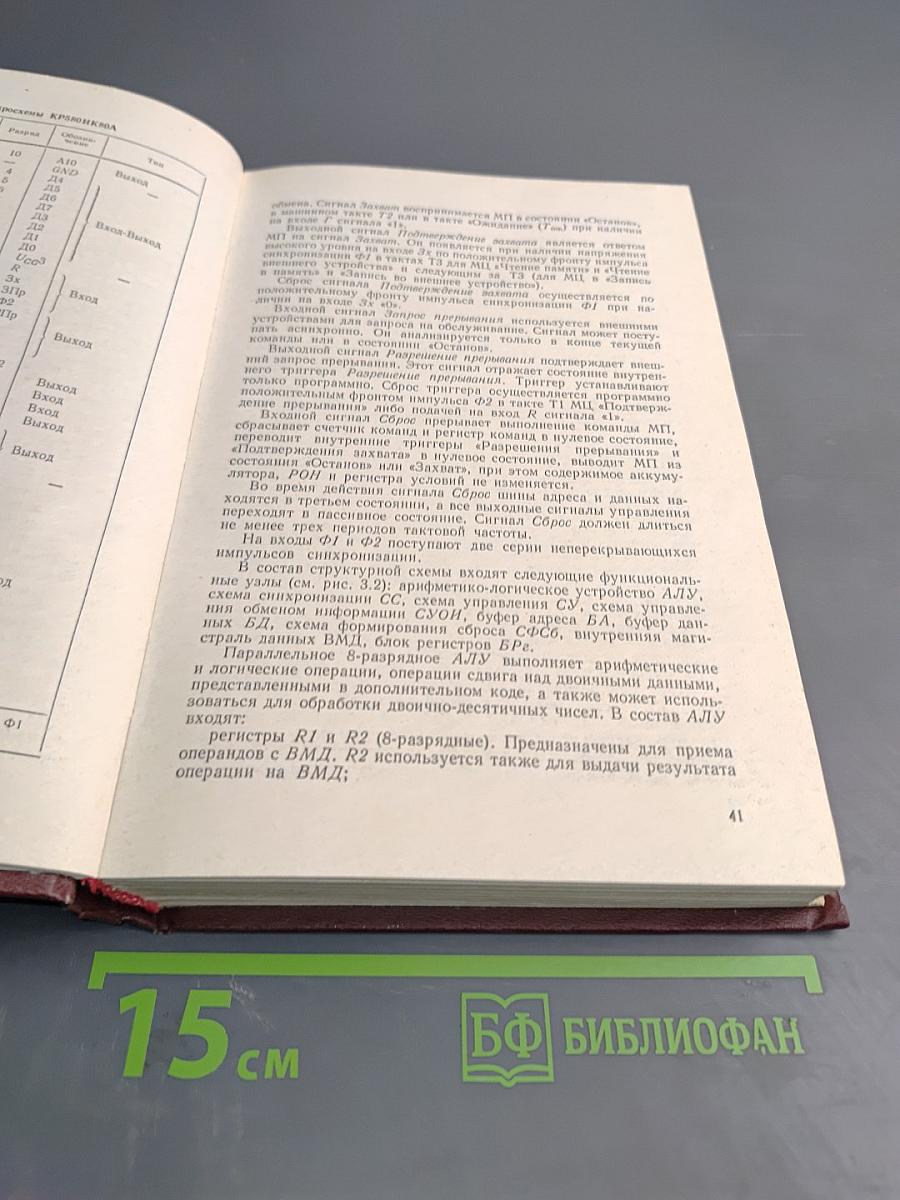 КР580ИК80А
Разряд
Обозна-
чение
Тип
10
А10
Выход
—
GND
—
4
Д4
5
Д5
Д6
Д7
Д3
Д2
Вход-Выход
Д1
Д0
UCC3
—
R
Зх
Вход
ЗПр
Ф2
Выход
Выход
Вход
Вход
Выход
Выход
—
Ф1
обмена. Сигнал Захват воспринимается МП в состоянии «Останов»,
в машинном такте Т2 или в такте «Ожидание» (Тож) при наличии
на входе Г сигнала «1».
Выходной сигнал Подтверждение захвата является ответом
МП на сигнал Захват. Он появляется при наличии напряжения
высокого уровня на входе Зх по положительному фронту импульса
синхронизации Ф1 в тактах Т3 для МЦ «Чтение памяти» и «Чтение
внешнего устройства» и следующим за Т3 (для МЦ «Запись
в память» и «Запись во внешнее устройство»).
Сброс сигнала Подтверждение захвата осуществляется по
положительному фронту импульса синхронизации Ф1 при на-
личии на входе Зх «0».
Входной сигнал Запрос прерывания используется внешними
устройствами для запроса на обслуживание. Сигнал может посту-
пать асинхронно. Он анализируется только в конце текущей
команды или в состоянии «Останов».
Выходной сигнал Разрешение прерывания подтверждает внеш-
ний запрос прерывания. Этот сигнал отражает состояние внутрен-
него триггера Разрешение прерывания. Триггер устанавливают
только программно. Сброс триггера осуществляется программно
положительным фронтом импульса Ф2 в такте Т1 МЦ «Подтверж-
дение прерывания» либо подачей на вход R сигнала «1».
Входной сигнал Сброс прерывает выполнение команды МП,
сбрасывает счетчик команд и регистр команд в нулевое состояние,
переводит внутренние триггеры «Разрешения прерывания» и
«Подтверждения захвата» в нулевое состояние, выводит МП из
состояния «Останов» или «Захват», при этом содержимое аккуму-
лятора, РОН и регистра условий не изменяется.
Во время действия сигнала Сброс шины адреса и данных на-
ходятся в третьем состоянии, а все выходные сигналы управления
переходят в пассивное состояние. Сигнал Сброс должен длиться
не менее трех периодов тактовой частоты.
На входы Ф1 и Ф2 поступают две серии неперекрывающихся
импульсов синхронизации.
В состав структурной схемы входят следующие функциональ-
ные узлы (см. рис. 3.2): арифметико-логическое устройство АЛУ,
схема синхронизации СС, схема управления СУ, схема управле-
ния обменом информации СУОИ, буфер адреса БА, буфер дан-
ных БД, схема формирования сброса СФСб, внутренняя маги-
страль данных ВМД, блок регистров БРг.
Параллельное 8-разрядное АЛУ выполняет арифметические
и логические операции, операции сдвига над двоичными данными,
представленными в дополнительном коде, а также может исполь-
зоваться для обработки двоично-десятичных чисел. В состав АЛУ
входят:
регистры R1 и R2 (8-разрядные). Предназначены для приема
операндов с ВМД. R2 используется также для выдачи результата
операции на ВМД;
41
15 см
БФ БИБЛИОФАН